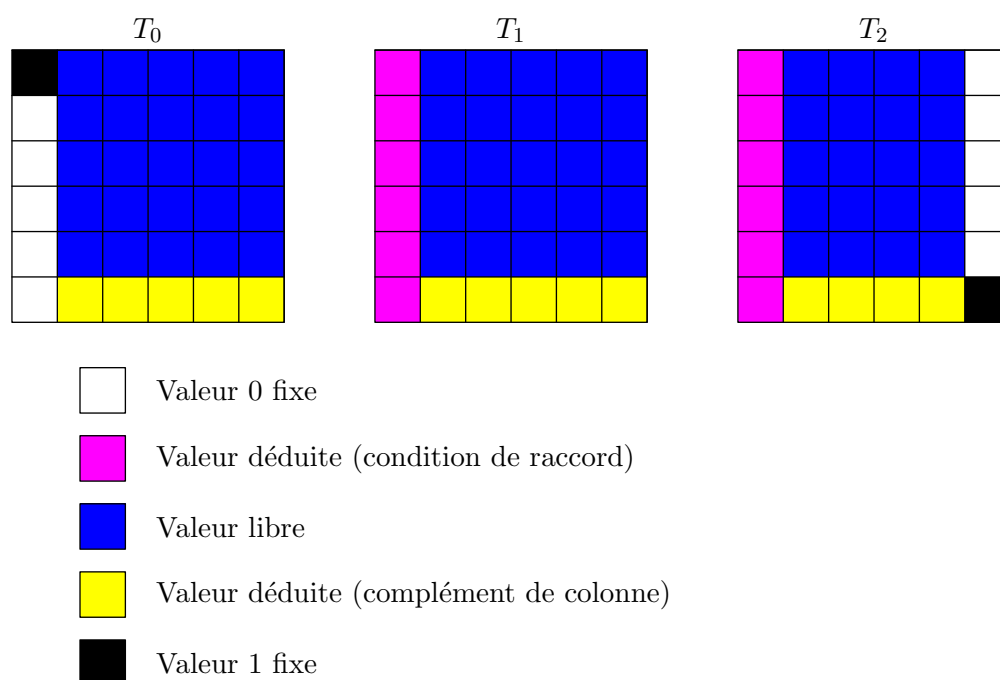 T₀ T₁ T₂
Valeur 0 fixe
Valeur déduite (condition de raccord)
Valeur libre
Valeur déduite (complément de colonne)
Valeur 1 fixe